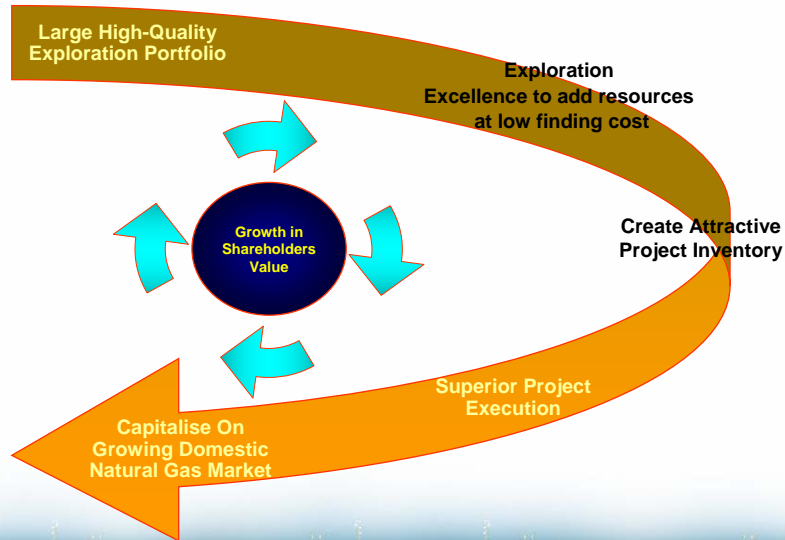 Large High-Quality
Exploration Portfolio
Exploration
Excellence to add resources
at low finding cost
Create Attractive
Project Inventory
Growth in
Shareholders
Value
Superior Project
Execution
Capitalise On
Growing Domestic
Natural Gas Market